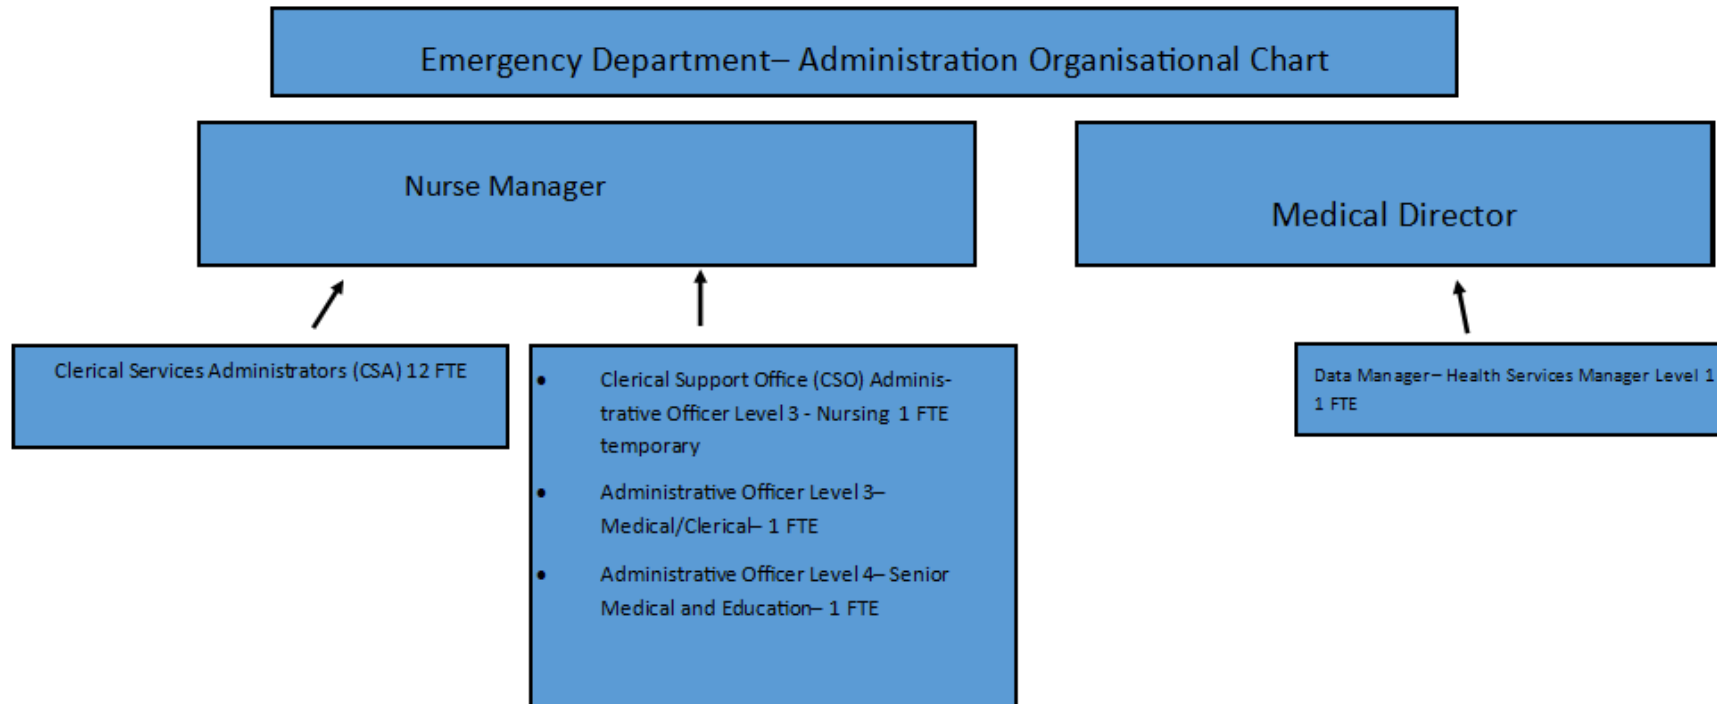 Emergency Department– Administration Organisational Chart
Nurse Manager
Medical Director
Clerical Services Administrators (CSA) 12 FTE
• Clerical Support Office (CSO) Adminis-
trative Officer Level 3 - Nursing 1 FTE
temporary
• Administrative Officer Level 3–
Medical/Clerical– 1 FTE
• Administrative Officer Level 4– Senior
Medical and Education– 1 FTE
Data Manager– Health Services Manager Level 1
1 FTE